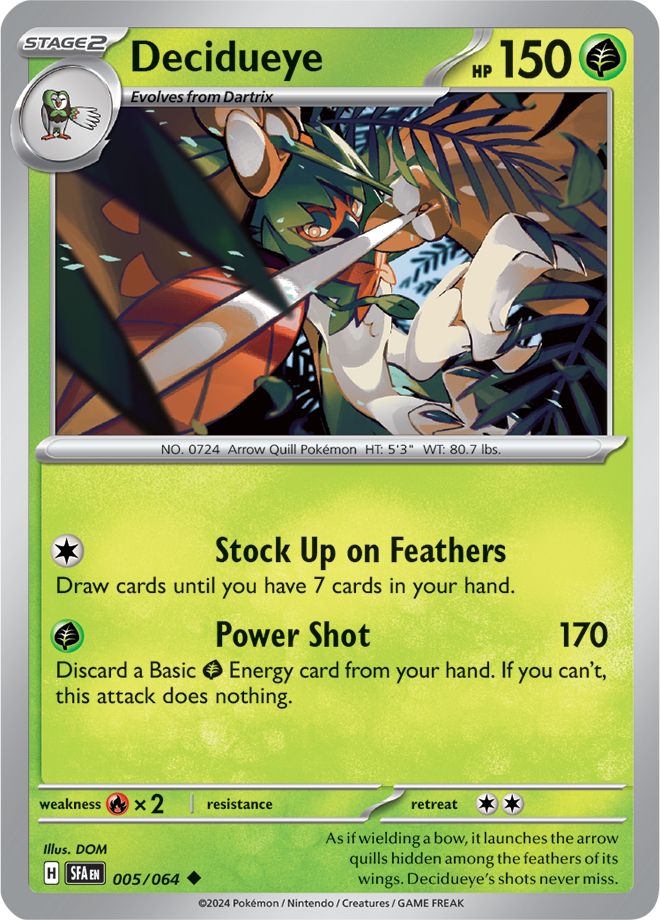 STAGE2
Decidueye
HP 150
Evolves from Dartrix
NO. 0724 Arrow Quill Pokémon HT: 5'3" WT: 80.7 lbs.
Stock Up on Feathers
Draw cards until you have 7 cards in your hand.
Power Shot 170
Discard a Basic Energy card from your hand. If you can't,
this attack does nothing.
weakness ×2 resistance retreat
Illus. DOM
H SFA EN 005/064
As if wielding a bow, it launches the arrow
quills hidden among the feathers of its
wings. Decidueye's shots never miss.
©2024 Pokémon / Nintendo / Creatures / GAME FREAK